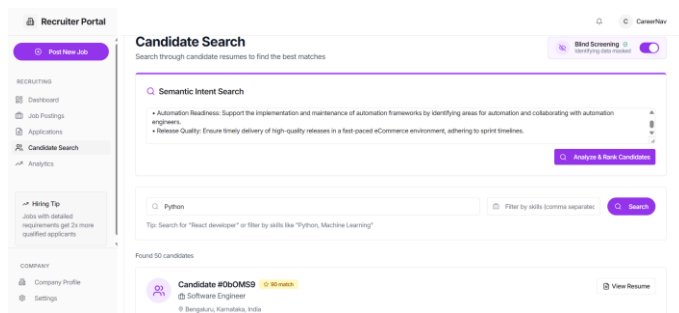 Recruiter Portal
C CareerNav
Post New Job
Candidate Search
Search through candidate resumes to find the best matches
Blind Screening
Identifying data masked
RECRUITING
Dashboard
Job Postings
Applications
Candidate Search
Analytics
Hiring Tip
Jobs with detailed
requirements get 2x more
qualified applicants
COMPANY
Company Profile
Settings
Semantic Intent Search
• Automation Readiness: Support the implementation and maintenance of automation frameworks by identifying areas for automation and collaborating with automation
engineers.
• Release Quality: Ensure timely delivery of high-quality releases in a fast-paced eCommerce environment, adhering to sprint timelines.
Analyze & Rank Candidates
Python
Filter by skills (comma separated
Search
Tip: Search for "React developer" or filter by skills like "Python, Machine Learning"
Found 50 candidates
Candidate #0bOMS9 90 match
View Resume
Software Engineer
Bengaluru, Karnataka, India